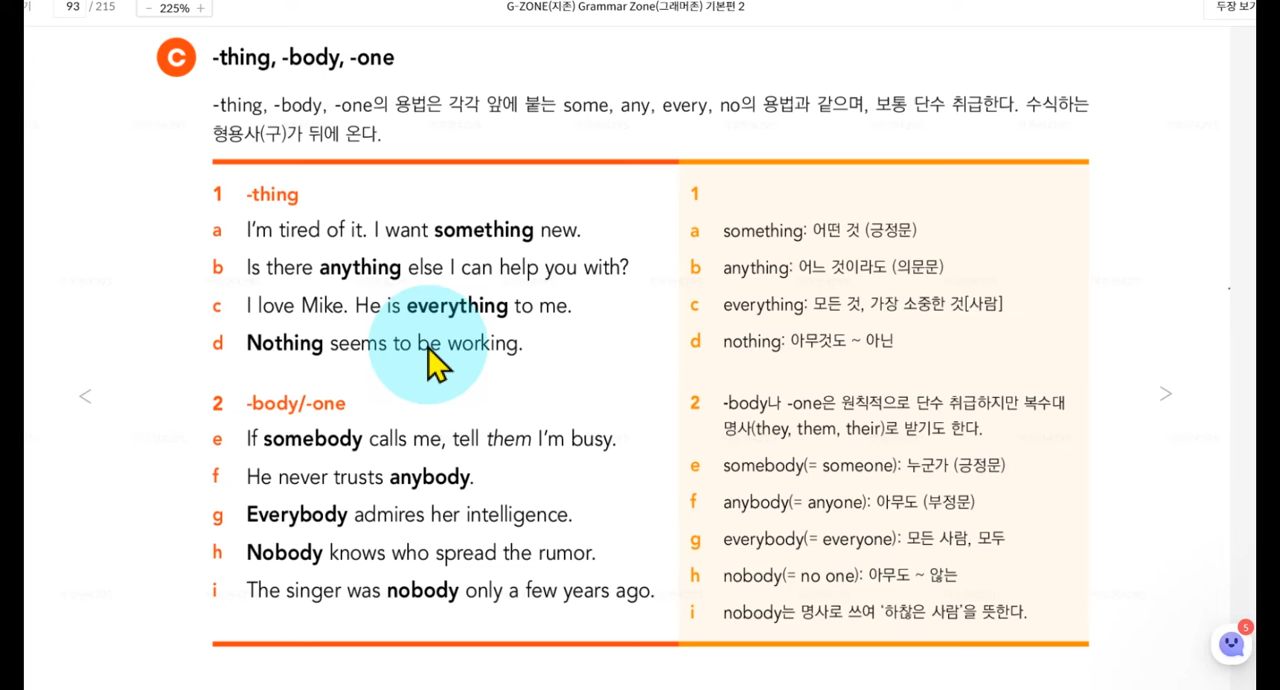 93 / 215
− 225% +
G-ZONE(지존) Grammar Zone(그래머존) 기본편 2
두장 보기
C -thing, -body, -one
-thing, -body, -one의 용법은 각각 앞에 붙는 some, any, every, no의 용법과 같으며, 보통 단수 취급한다. 수식하는
형용사(구)가 뒤에 온다.
1 -thing
a I'm tired of it. I want something new.
b Is there anything else I can help you with?
c I love Mike. He is everything to me.
d Nothing seems to be working.
2 -body/-one
e If somebody calls me, tell them I'm busy.
f He never trusts anybody.
g Everybody admires her intelligence.
h Nobody knows who spread the rumor.
i The singer was nobody only a few years ago.
1
a something: 어떤 것 (긍정문)
b anything: 어느 것이라도 (의문문)
c everything: 모든 것, 가장 소중한 것[사람]
d nothing: 아무것도 ~ 아닌
2 -body나 -one은 원칙적으로 단수 취급하지만 복수대
명사(they, them, their)로 받기도 한다.
e somebody(= someone): 누군가 (긍정문)
f anybody(= anyone): 아무도 (부정문)
g everybody(= everyone): 모든 사람, 모두
h nobody(= no one): 아무도 ~ 않는
i nobody는 명사로 쓰여 '하찮은 사람'을 뜻한다.
5